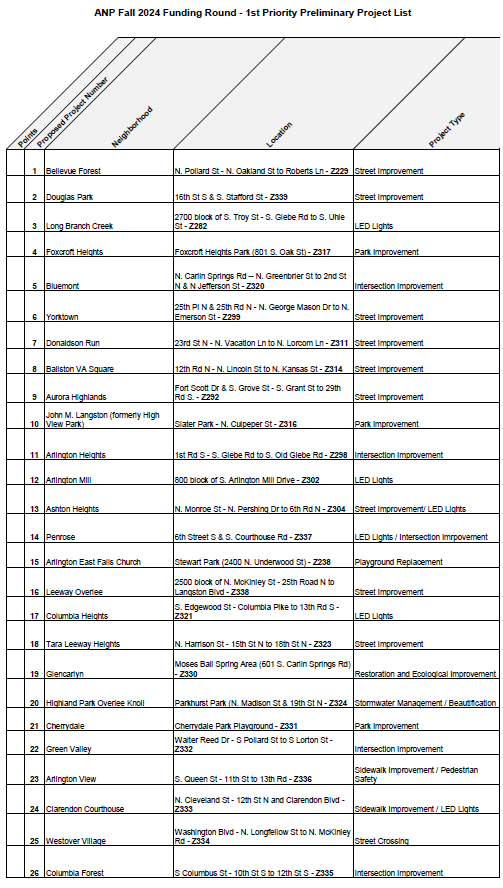 ANP Fall 2024 Funding Round - 1st Priority Preliminary Project List
Points
Proposed Project Number
Neighborhood
Location
Project Type
1 Bellevue Forest N. Pollard St - N. Oakland St to Roberts Ln - Z229 Street Improvement
2 Douglas Park 16th St S & S. Stafford St - Z339 Street Improvement
3 Long Branch Creek 2700 block of S. Troy St - S. Glebe Rd to S. Uhle
St - Z282 LED Lights
4 Foxcroft Heights Foxcroft Heights Park (801 S. Oak St) - Z317 Park Improvement
5 Bluemont N. Carlin Springs Rd -- N. Greenbrier St to 2nd St
N & N Jefferson St - Z320 Intersection Improvement
6 Yorktown 25th Pl N & 25th Rd N - N. George Mason Dr to N.
Emerson St - Z299 Street Improvement
7 Donaldson Run 23rd St N - N. Vacation Ln to N. Lorcom Ln - Z311 Street Improvement
8 Ballston VA Square 12th Rd N - N. Lincoln St to N. Kansas St - Z314 Street Improvement
9 Aurora Highlands Fort Scott Dr & S. Grove St - S. Grant St to 29th
Rd S. - Z292 Street Improvement
10 John M. Langston (formerly High
View Park) Slater Park - N. Culpeper St - Z316 Park Improvement
11 Arlington Heights 1st Rd S - S. Glebe Rd to S. Old Glebe Rd - Z298 Intersection Improvement
12 Arlington Mill 800 block of S. Arlington Mill Drive - Z302 LED Lights
13 Ashton Heights N. Monroe St - N. Pershing Dr to 6th Rd N - Z304 Street Improvement/ LED Lights
14 Penrose 6th Street S & S. Courthouse Rd - Z337 LED Lights / Intersection Imrpovement
15 Arlington East Falls Church Stewart Park (2400 N. Underwood St) - Z238 Playground Replacement
16 Leeway Overlee 2500 block of N. McKinley St - 25th Road N to
Langston Blvd - Z338 Street Improvement
17 Columbia Heights S. Edgewood St - Columbia Pike to 13th Rd S -
Z321 LED Lights
18 Tara Leeway Heights N. Harrison St - 15th St N to 18th St N - Z323 Street Improvement
19 Glencarlyn Moses Ball Spring Area (601 S. Carlin Springs Rd)
- Z330 Restoration and Ecological Improvement
20 Highland Park Overlee Knoll Parkhurst Park (N. Madison St & 19th St N - Z324 Stormwater Management / Beautification
21 Cherrydale Cherrydale Park Playground - Z331 Park Improvement
22 Green Valley Walter Reed Dr - S Pollard St to S Lorton St -
Z332 Intersection Improvement
23 Arlington View S. Queen St - 11th St to 13th Rd - Z336 Sidewalk Improvement / Pedestrian
Safety
24 Clarendon Courthouse N. Cleveland St - 12th St N and Clarendon Blvd -
Z333 Sidewalk Improvement / LED Lights
25 Westover Village Washington Blvd - N. Longfellow St to N. McKinley
Rd - Z334 Street Crossing
26 Columbia Forest S Columbus St - 10th St S to 12th St S - Z335 Intersection Improvement